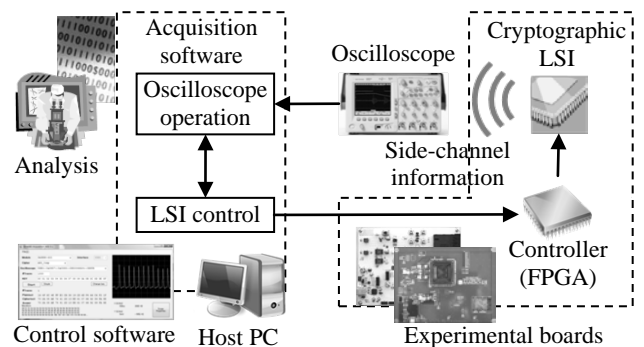 Acquisition
software
Oscilloscope
operation
LSI control
Analysis
Control software
Host PC
Oscilloscope
Side-channel
information
Cryptographic
LSI
Controller
(FPGA)
Experimental boards